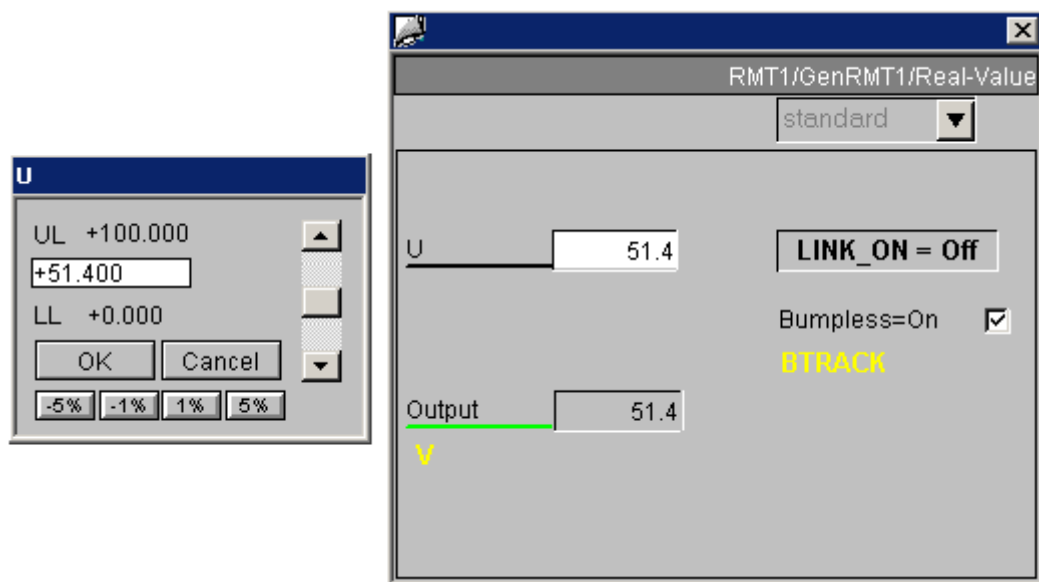 U
UL +100.000
+51.400
LL +0.000
OK Cancel
-5% -1% 1% 5%
RMT1/GenRMT1/Real-Value
standard
U 51.4 LINK_ON = Off
Bumpless=On
BTRACK
Output 51.4
V